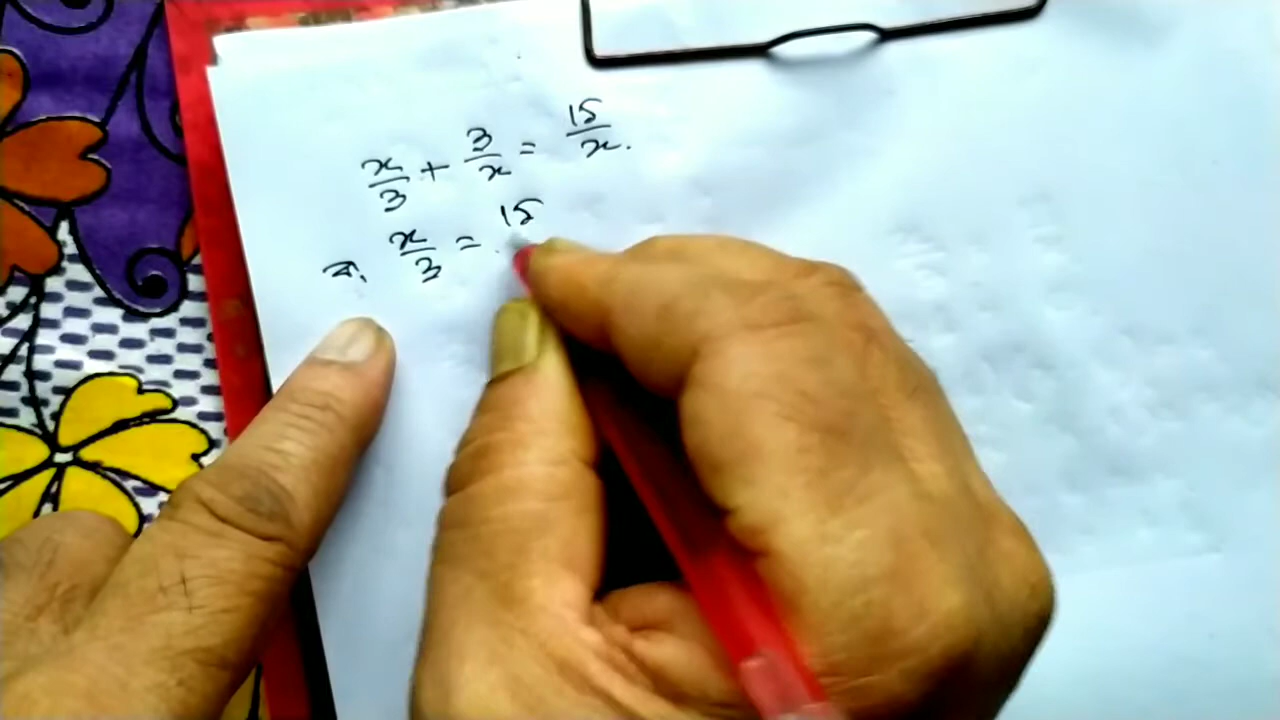 x/3 + 3/x = 15/x.
বা, x/3 = 15